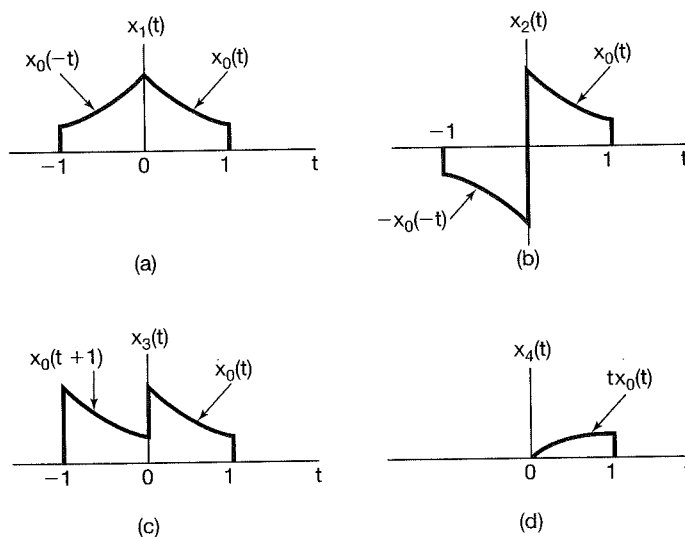 x₁(t)
x₀(−t)
x₀(t)
−1
0
1
t
(a)
x₂(t)
x₀(t)
−1
1
t
−x₀(−t)
(b)
x₃(t)
x₀(t + 1)
x₀(t)
−1
0
1
t
(c)
x₄(t)
tx₀(t)
0
1
t
(d)